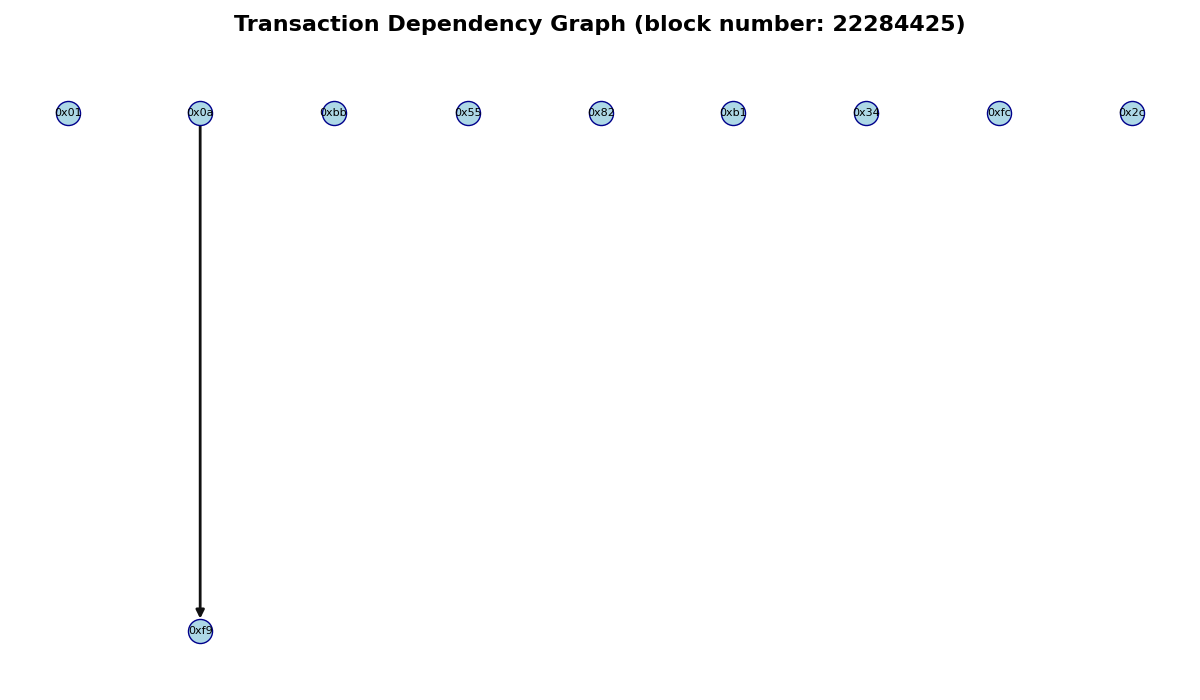 Transaction Dependency Graph (block number: 22284425)
0x01 0x0a 0xbb 0x55 0x82 0xb1 0x34 0xfc 0x2c
0xf9